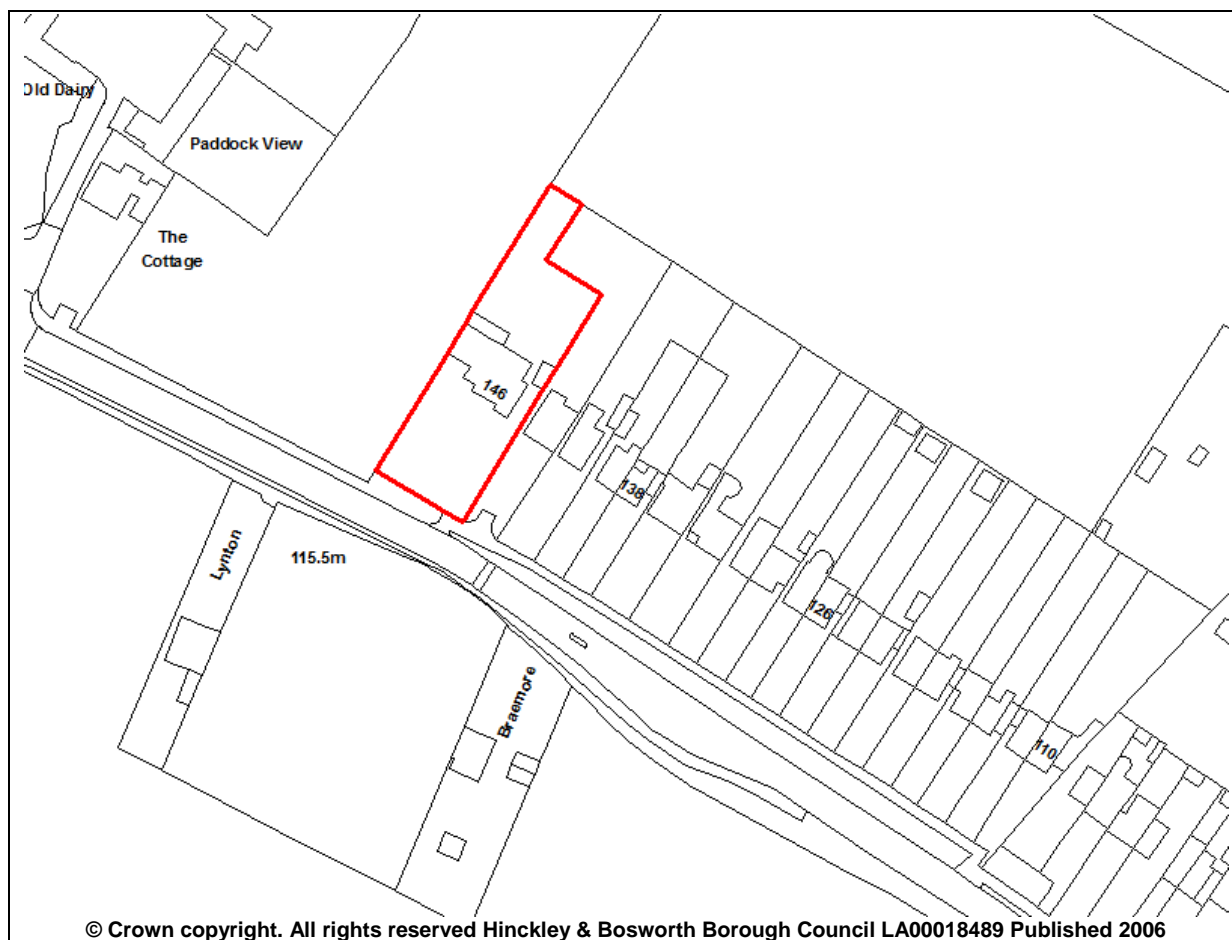 Old Dairy
Paddock View
The
Cottage
146
138
Lynton
115.5m
126
Braemore
110
© Crown copyright. All rights reserved Hinckley & Bosworth Borough Council LA00018489 Published 2006